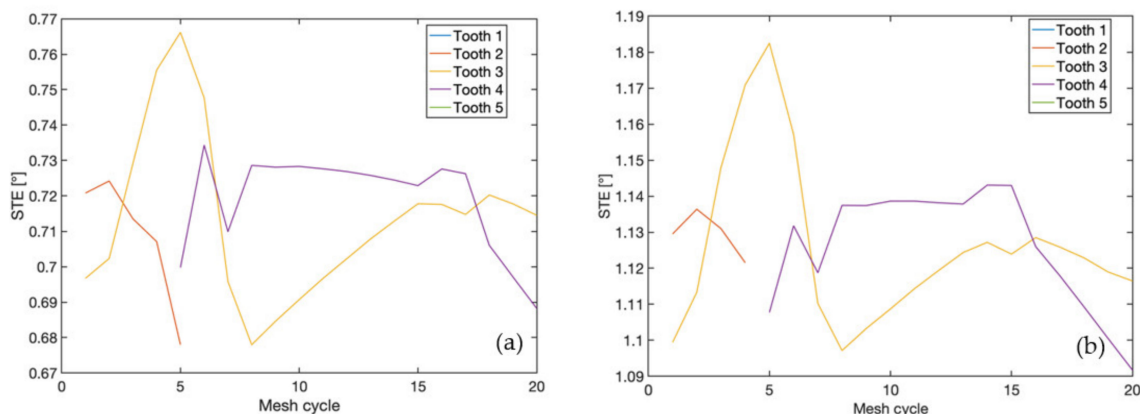 0.77
0.76
0.75
0.74
0.73
0.72
0.71
0.7
0.69
0.68
0.67
STE [°]
0
5
10
15
20
Mesh cycle
Tooth 1
Tooth 2
Tooth 3
Tooth 4
Tooth 5
(a)
1.19
1.18
1.17
1.16
1.15
1.14
1.13
1.12
1.11
1.1
1.09
STE [°]
0
5
10
15
20
Mesh cycle
Tooth 1
Tooth 2
Tooth 3
Tooth 4
Tooth 5
(b)